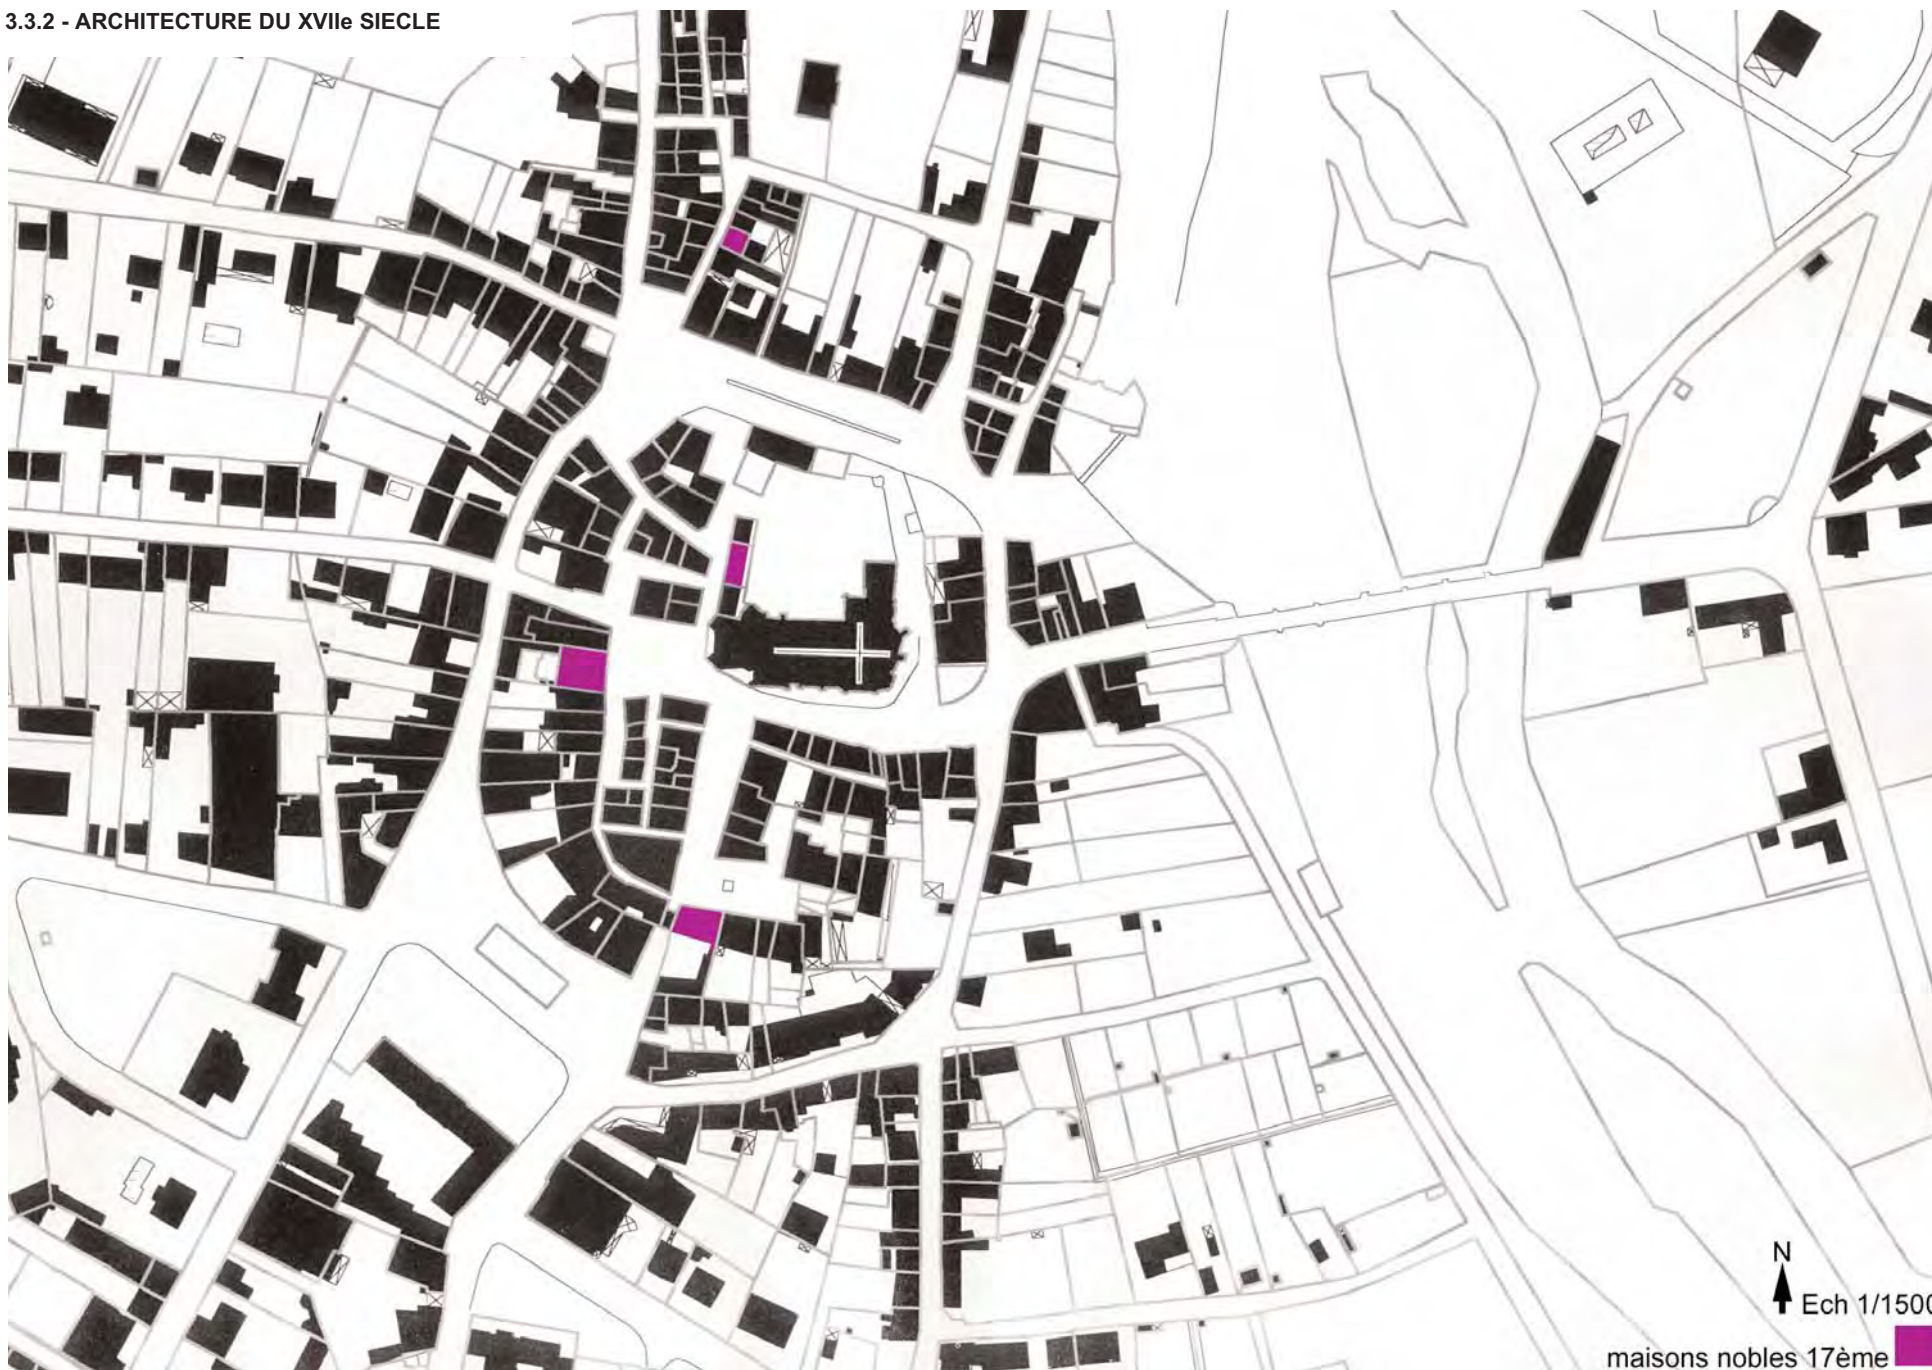 3.3.2 - ARCHITECTURE DU XVIIe SIECLE
N
Ech 1/1500
maisons nobles 17ème